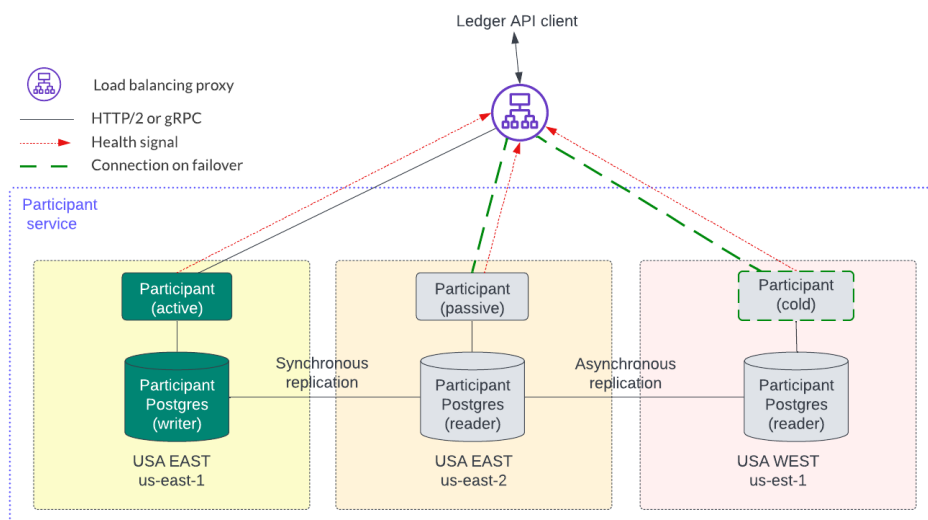 Ledger API client
Load balancing proxy
HTTP/2 or gRPC
Health signal
Connection on failover
Participant
service
Participant
(active)
Participant
(passive)
Participant
(cold)
Synchronous
replication
Asynchronous
replication
Participant
Postgres
(writer)
Participant
Postgres
(reader)
Participant
Postgres
(reader)
USA EAST
us-east-1
USA EAST
us-east-2
USA WEST
us-est-1